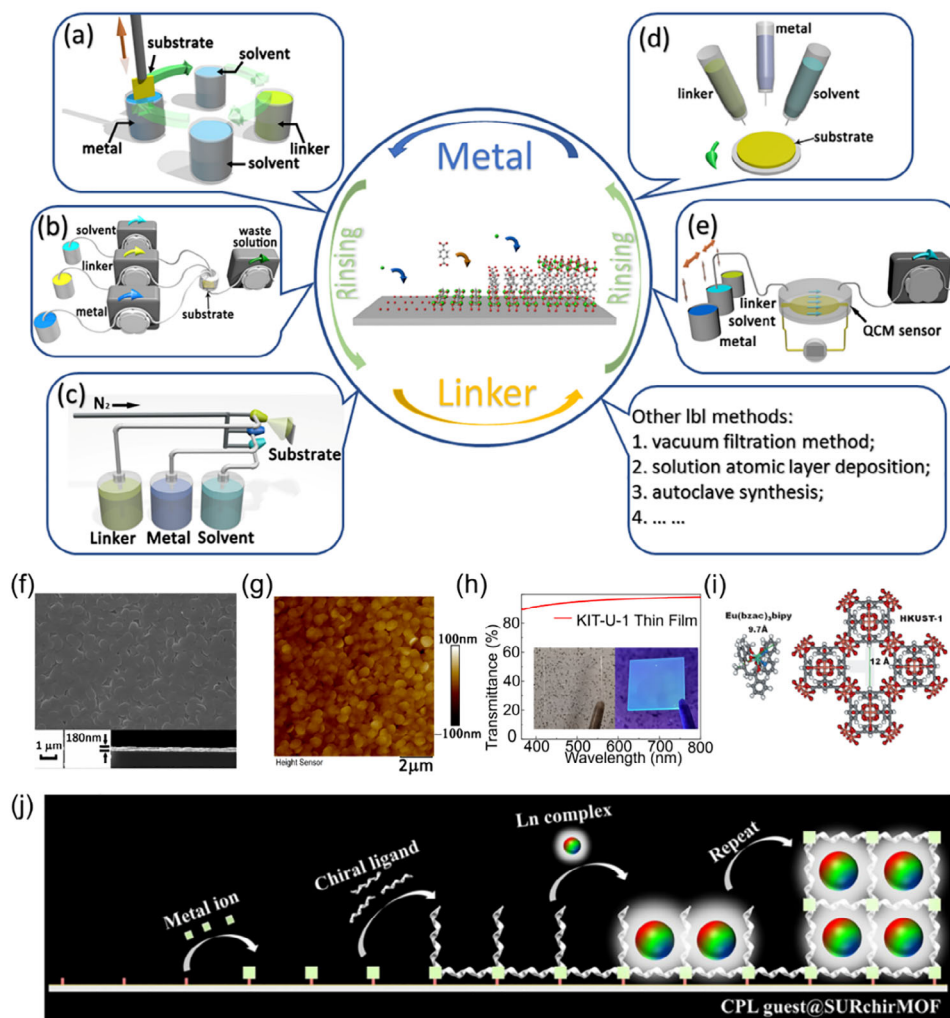 (a)
substrate
solvent
metal
linker
solvent
(b)
solvent
linker
metal
waste
solution
substrate
(c)
N₂
Substrate
Linker Metal Solvent
Metal
Rinsing
Rinsing
Linker
(d)
metal
linker
solvent
substrate
(e)
linker
solvent
metal
QCM sensor
Other lbl methods:
1. vacuum filtration method;
2. solution atomic layer deposition;
3. autoclave synthesis;
4. ... ...
(f)
180nm
1 μm
(g)
100nm
-100nm
Height Sensor
2μm
(h)
Transmittance (%)
80
60
40
20
0
KIT-U-1 Thin Film
400 500 600 700 800
Wavelength (nm)
(i)
Eu(bzac)₃bipy
9.7Å
HKUST-1
12 Å
(j)
Metal ion
Chiral ligand
Ln complex
Repeat
CPL guest@SURchirMOF